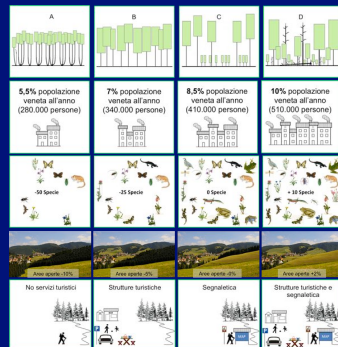 A
B
C
D
5,5% popolazione
veneta all'anno
(280.000 persone)
7% popolazione
veneta all'anno
(340.000 persone)
8,5% popolazione
veneta all'anno
(410.000 persone)
10% popolazione
veneta all'anno
(510.000 persone)
-50 Specie
-25 Specie
0 Specie
+ 10 Specie
Aree aperte -10%
Aree aperte -5%
Aree aperte +2%
No servizi turistici
Strutture turistiche
Segnaletica
Strutture turistiche e
segnaletica
P
P